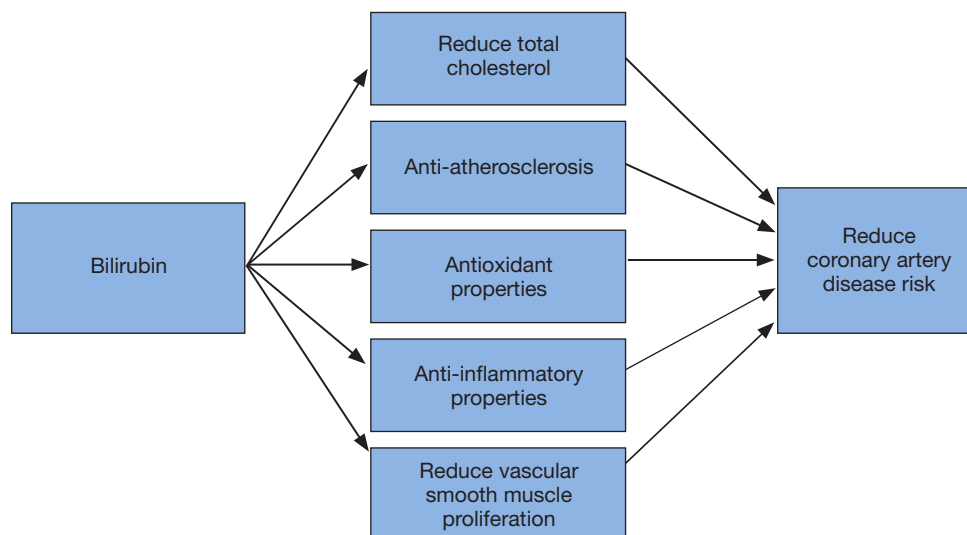 Reduce total
cholesterol
Anti-atherosclerosis
Bilirubin
Antioxidant
properties
Reduce
coronary artery
disease risk
Anti-inflammatory
properties
Reduce vascular
smooth muscle
proliferation